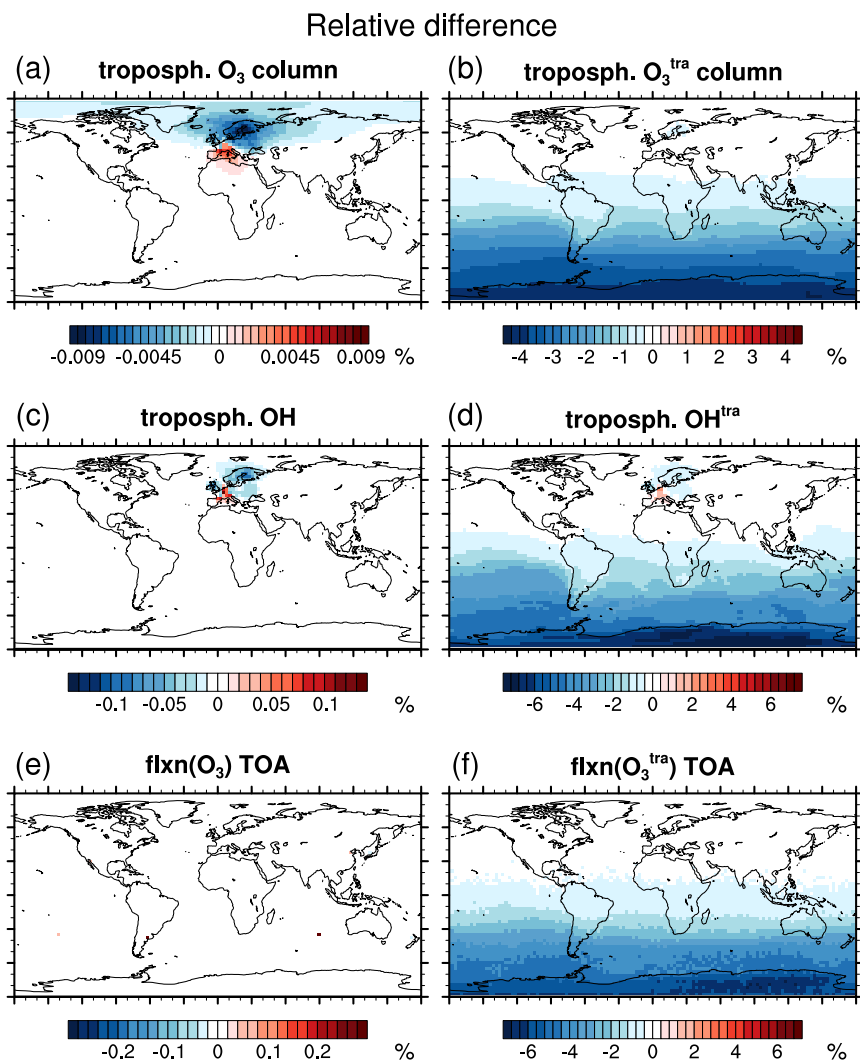 Relative difference
(a) troposph. O₃ column
(b) troposph. O₃ᵗʳᵃ column
-0.009 -0.0045 0 0.0045 0.009 %
-4 -3 -2 -1 0 1 2 3 4 %
(c) troposph. OH
(d) troposph. OHᵗʳᵃ
-0.1 -0.05 0 0.05 0.1 %
-6 -4 -2 0 2 4 6 %
(e) flxn(O₃) TOA
(f) flxn(O₃ᵗʳᵃ) TOA
-0.2 -0.1 0 0.1 0.2 %
-6 -4 -2 0 2 4 6 %